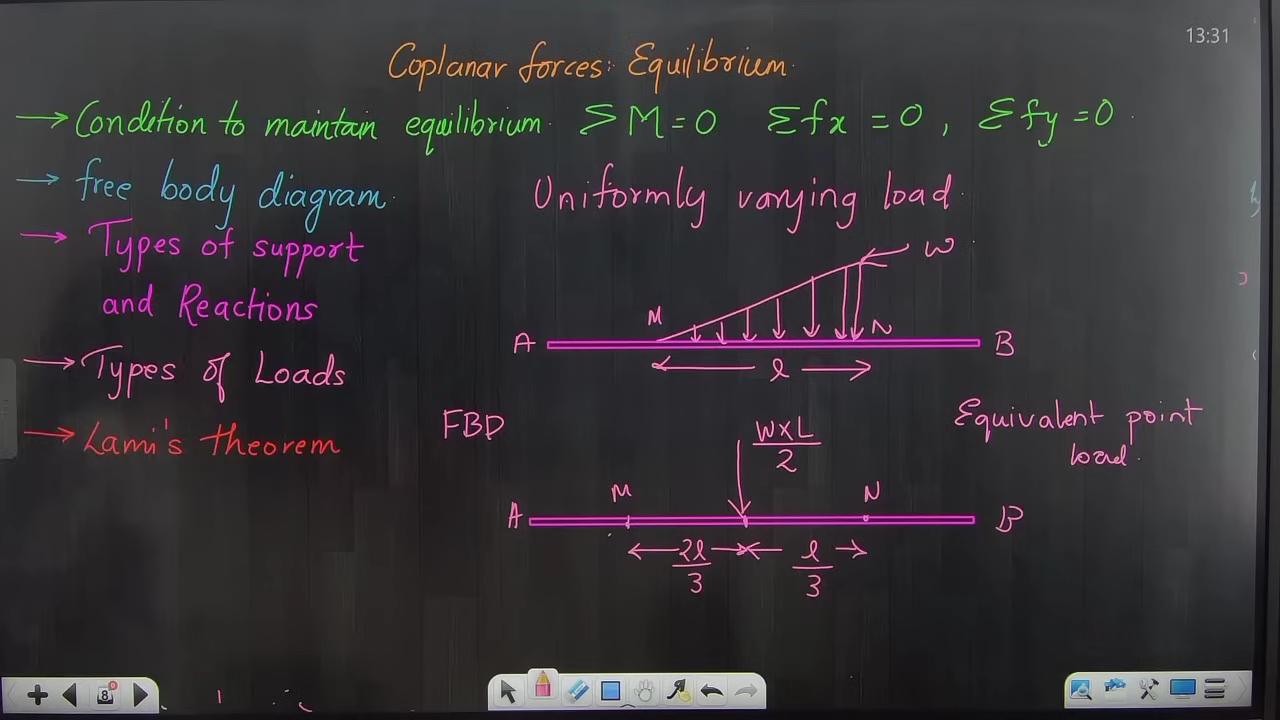 13:31
Coplanar forces: Equilibrium.
→ Condetion to maintain equilibrium. ΣM=0 Σfx = 0, Σfy = 0.
→ free body diagram.
Uniformly varying load.
→ Types of support
and Reactions
w
M
N
A
B
l
→ Types of Loads
FBD
W×L
2
Equivalent point
load.
→ Lami's theorem
M
N
A
B
2l
3
l
3
8